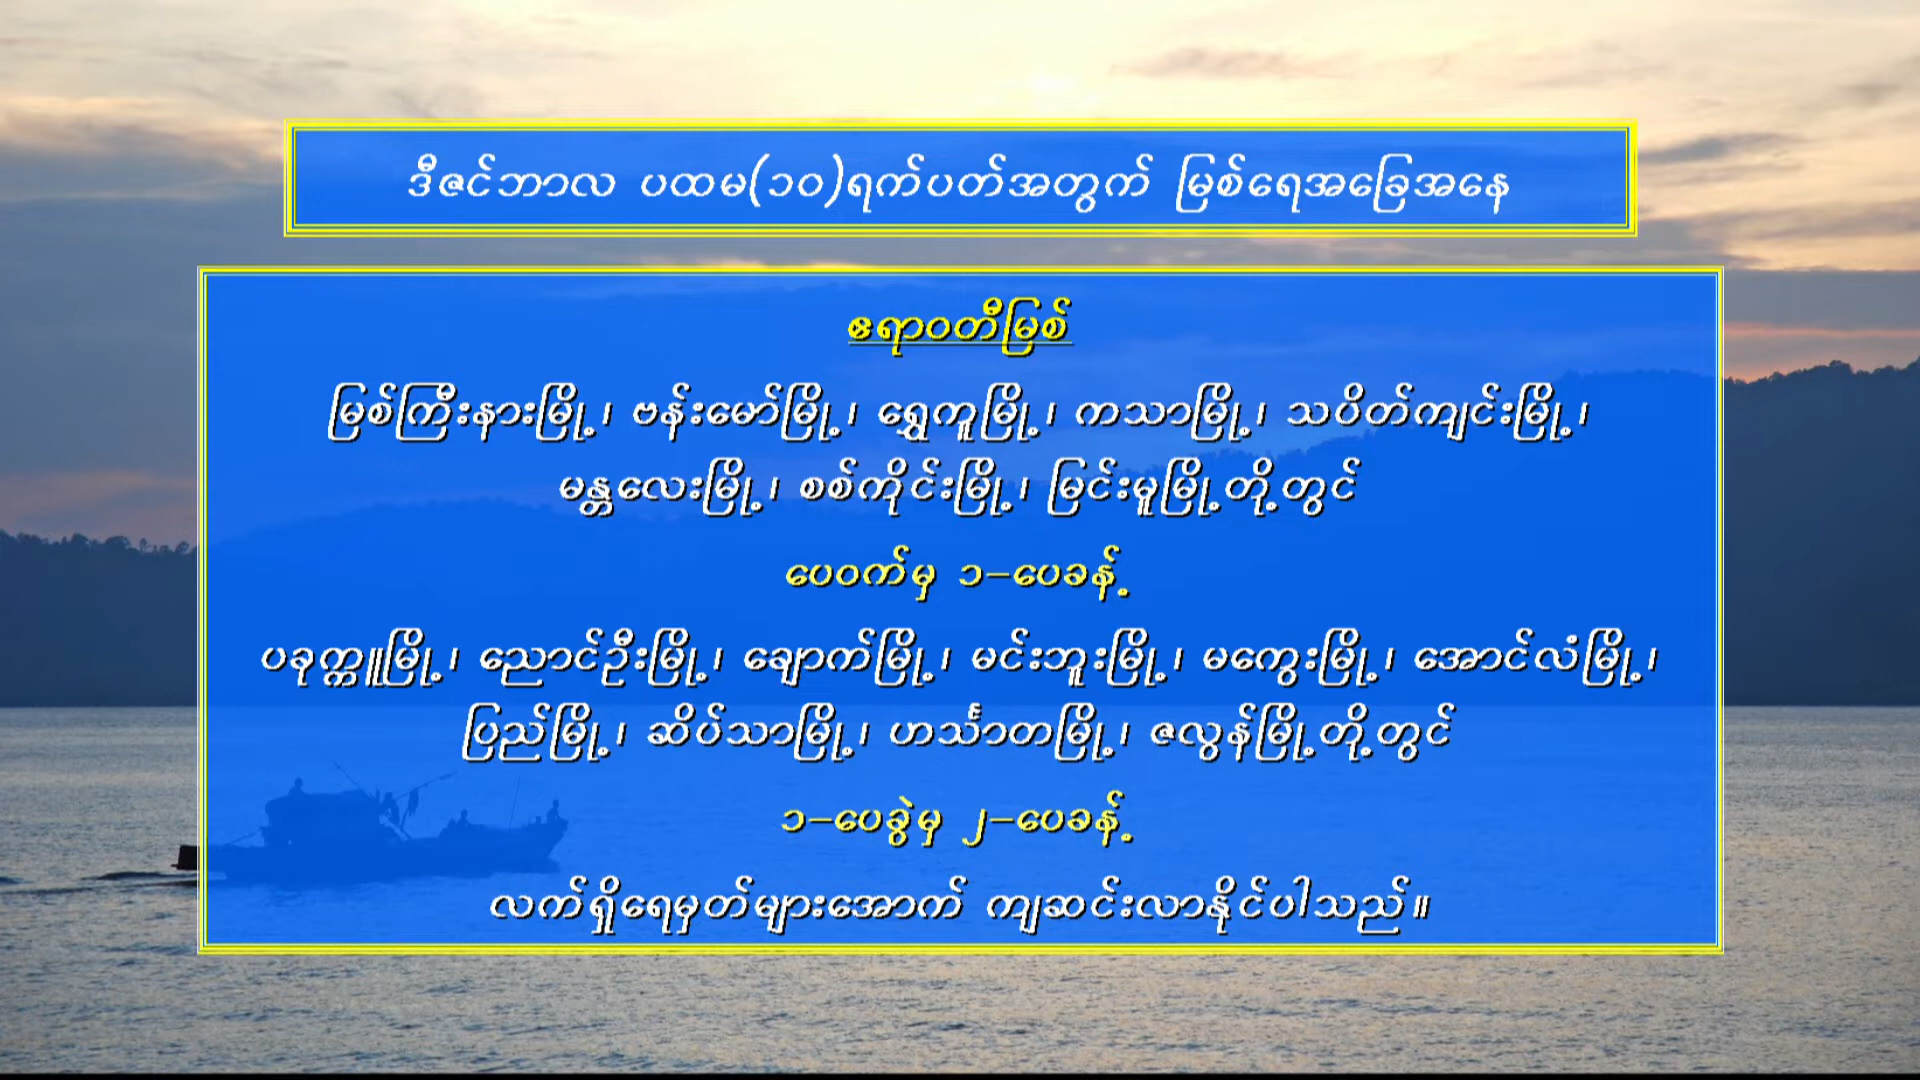 ဒီဇင်ဘာလ ပထမ(၁၀)ရက်ပတ်အတွက် မြစ်ရေအခြေအနေ
ဧရာဝတီမြစ်
မြစ်ကြီးနားမြို့၊ ဗန်းမော်မြို့၊ ရွှေကူမြို့၊ ကသာမြို့၊ သပိတ်ကျင်းမြို့၊
မန္တလေးမြို့၊ စစ်ကိုင်းမြို့၊ မြင်းမူမြို့တို့တွင်
ပေဝက်မှ ၁-ပေခန့်
ပခုက္ကူမြို့၊ ညောင်ဦးမြို့၊ ချောက်မြို့၊ မင်းဘူးမြို့၊ မကွေးမြို့၊ အောင်လံမြို့၊
ပြည်မြို့၊ ဆိပ်သာမြို့၊ ဟင်္သာတမြို့၊ ဇလွန်မြို့တို့တွင်
၁-ပေခွဲမှ ၂-ပေခန့်
လက်ရှိရေမှတ်များအောက် ကျဆင်းလာနိုင်ပါသည်။